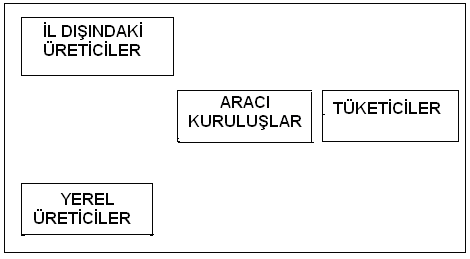 İL DIŞINDAKİ
ÜRETİCİLER
ARACI
KURULUŞLAR
TÜKETİCİLER
YEREL
ÜRETİCİLER